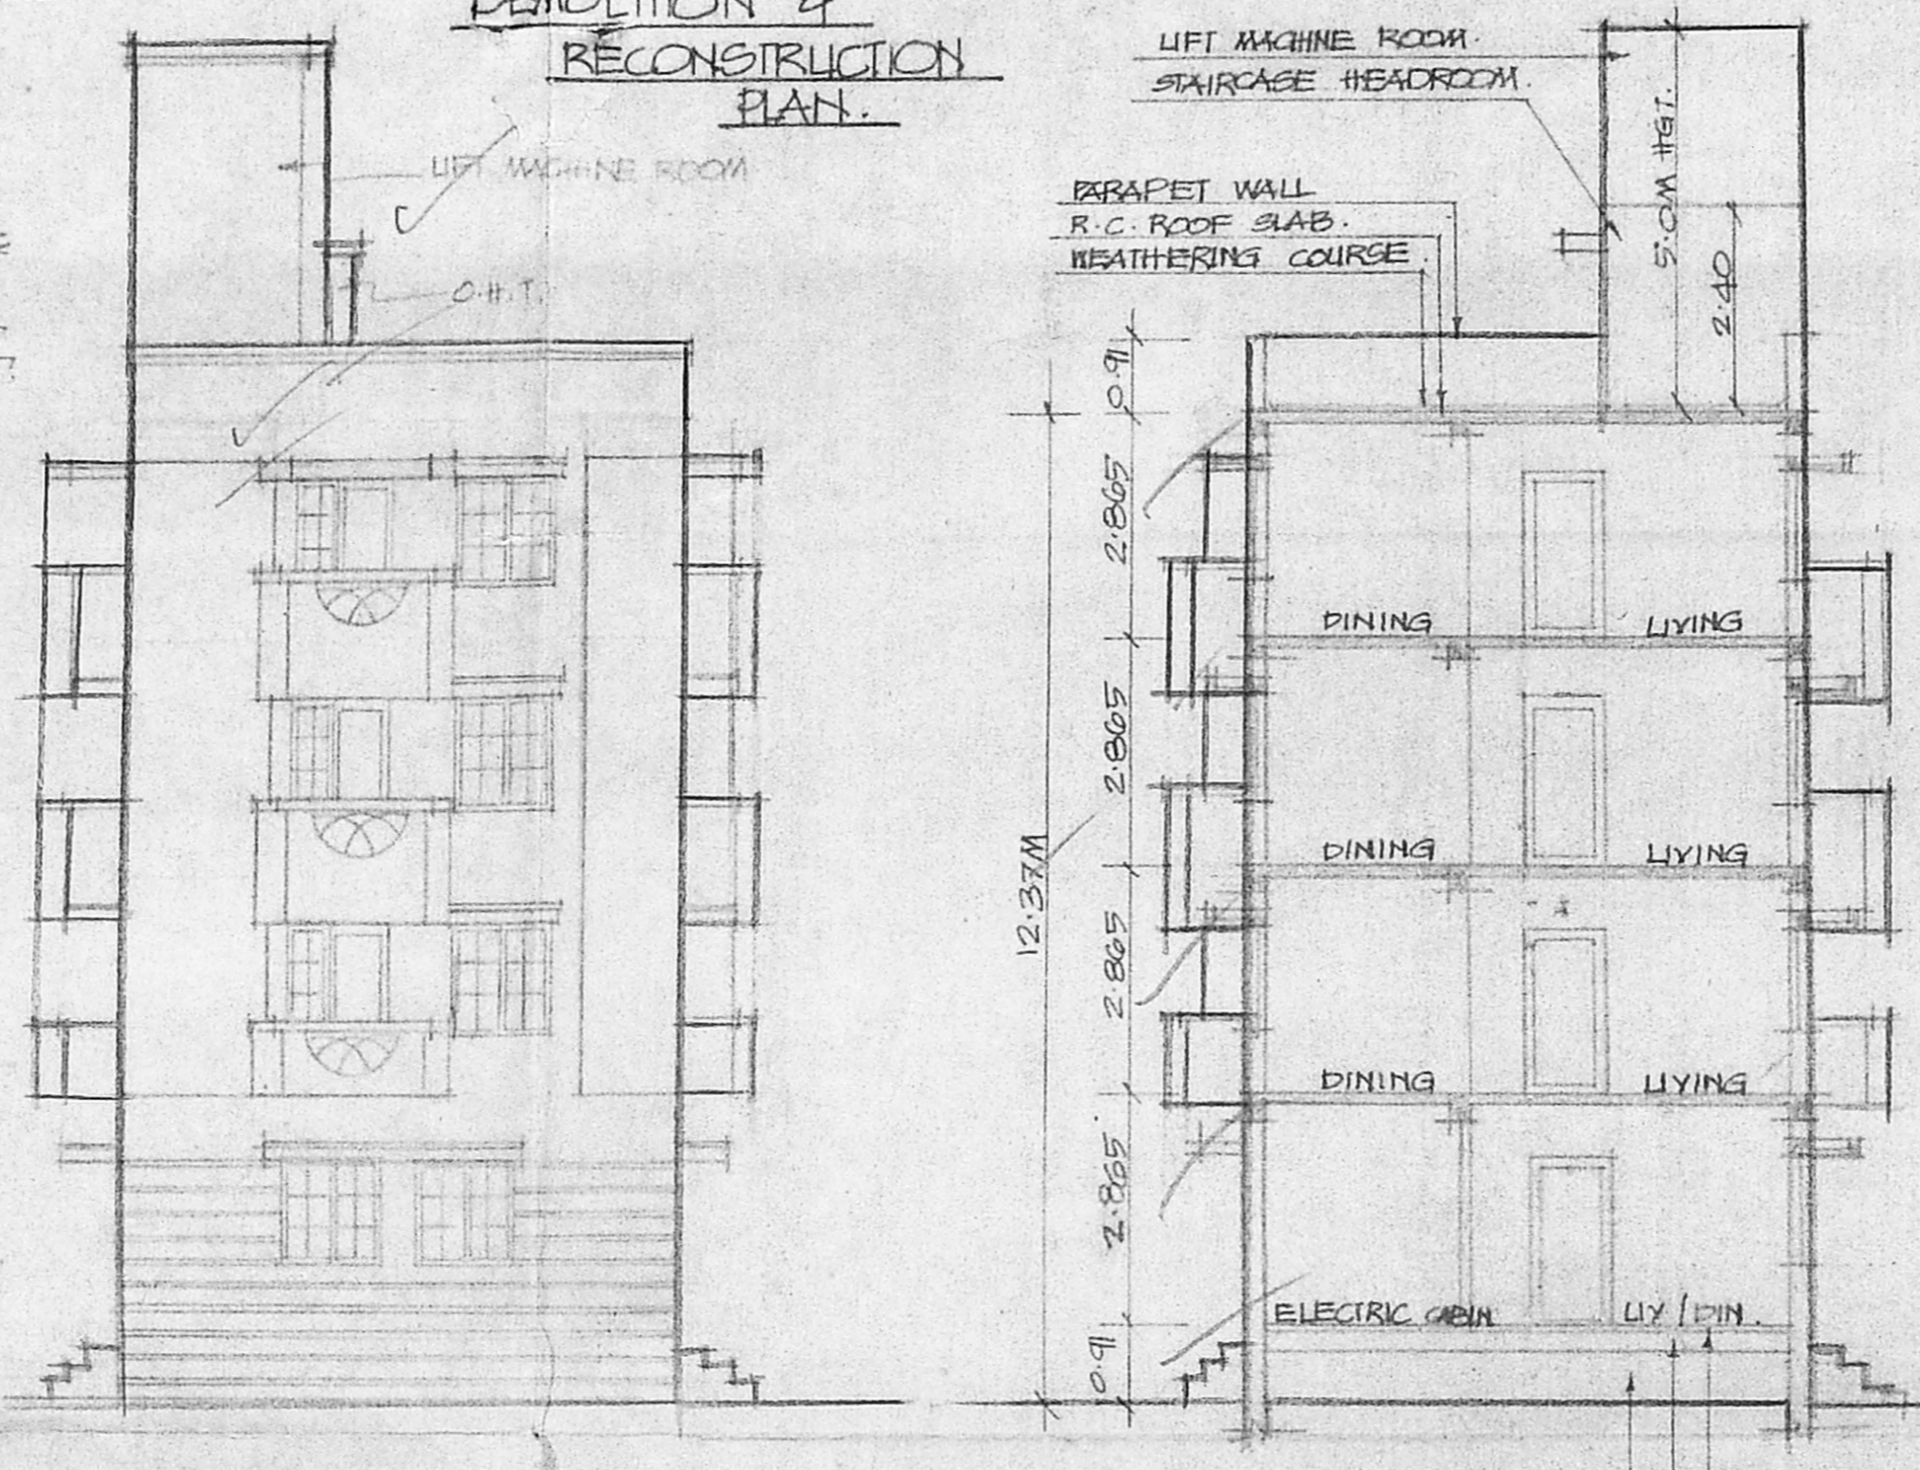 DEMOLITION &
RECONSTRUCTION
PLAN.
LIFT MACHINE ROOM
O.H.T.
LIFT MACHINE ROOM.
STAIRCASE HEADROOM.
PARAPET WALL
R.C. ROOF SLAB.
WEATHERING COURSE.
5.0M HGT.
2.40
0.91
2.865
DINING LIVING
2.865
12.37M
DINING LIVING
2.865
DINING LIVING
2.865
ELECTRIC CABIN LIV/DIN.
0.91